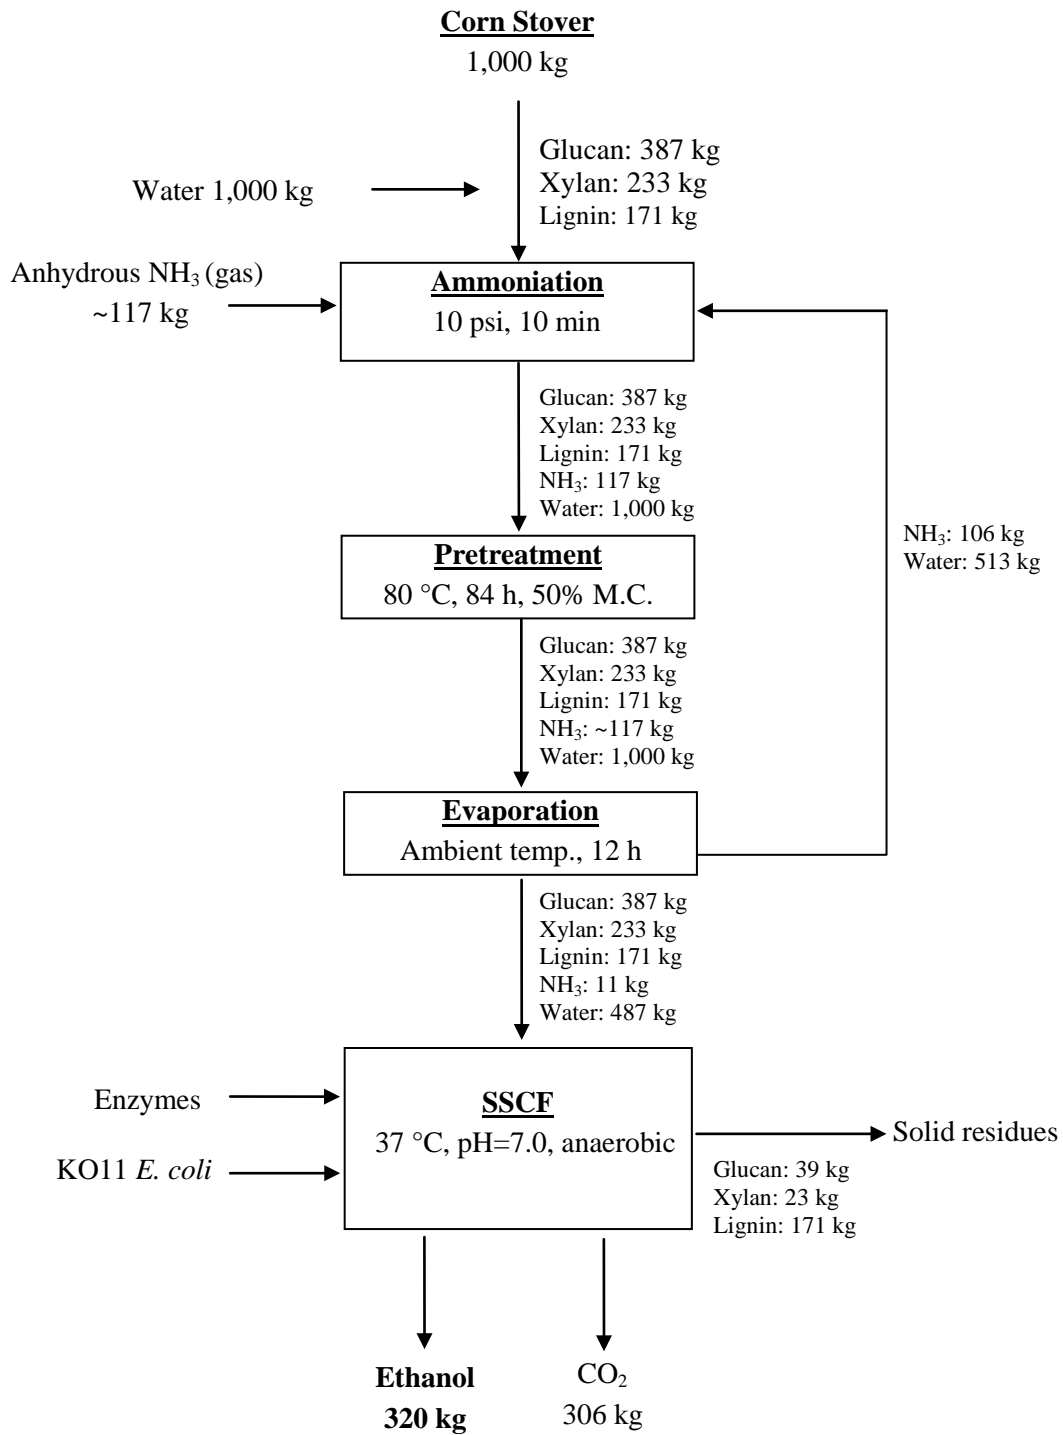 Corn Stover
1,000 kg
Glucan: 387 kg
Xylan: 233 kg
Lignin: 171 kg
Water 1,000 kg
Anhydrous NH₃ (gas)
~117 kg
Ammoniation
10 psi, 10 min
Glucan: 387 kg
Xylan: 233 kg
Lignin: 171 kg
NH₃: 117 kg
Water: 1,000 kg
NH₃: 106 kg
Water: 513 kg
Pretreatment
80 °C, 84 h, 50% M.C.
Glucan: 387 kg
Xylan: 233 kg
Lignin: 171 kg
NH₃: ~117 kg
Water: 1,000 kg
Evaporation
Ambient temp., 12 h
Glucan: 387 kg
Xylan: 233 kg
Lignin: 171 kg
NH₃: 11 kg
Water: 487 kg
Enzymes
KO11 E. coli
SSCF
37 °C, pH=7.0, anaerobic
Solid residues
Glucan: 39 kg
Xylan: 23 kg
Lignin: 171 kg
Ethanol
320 kg
CO₂
306 kg